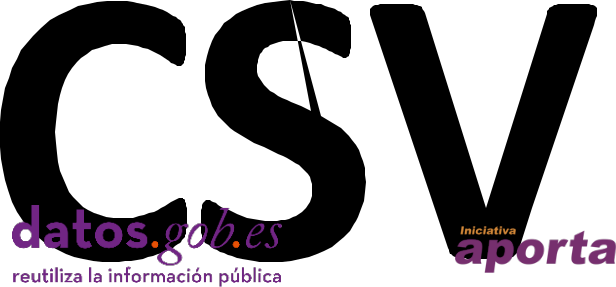 CSV
datos.gob.es
reutiliza la información pública
Iniciativa
aporta